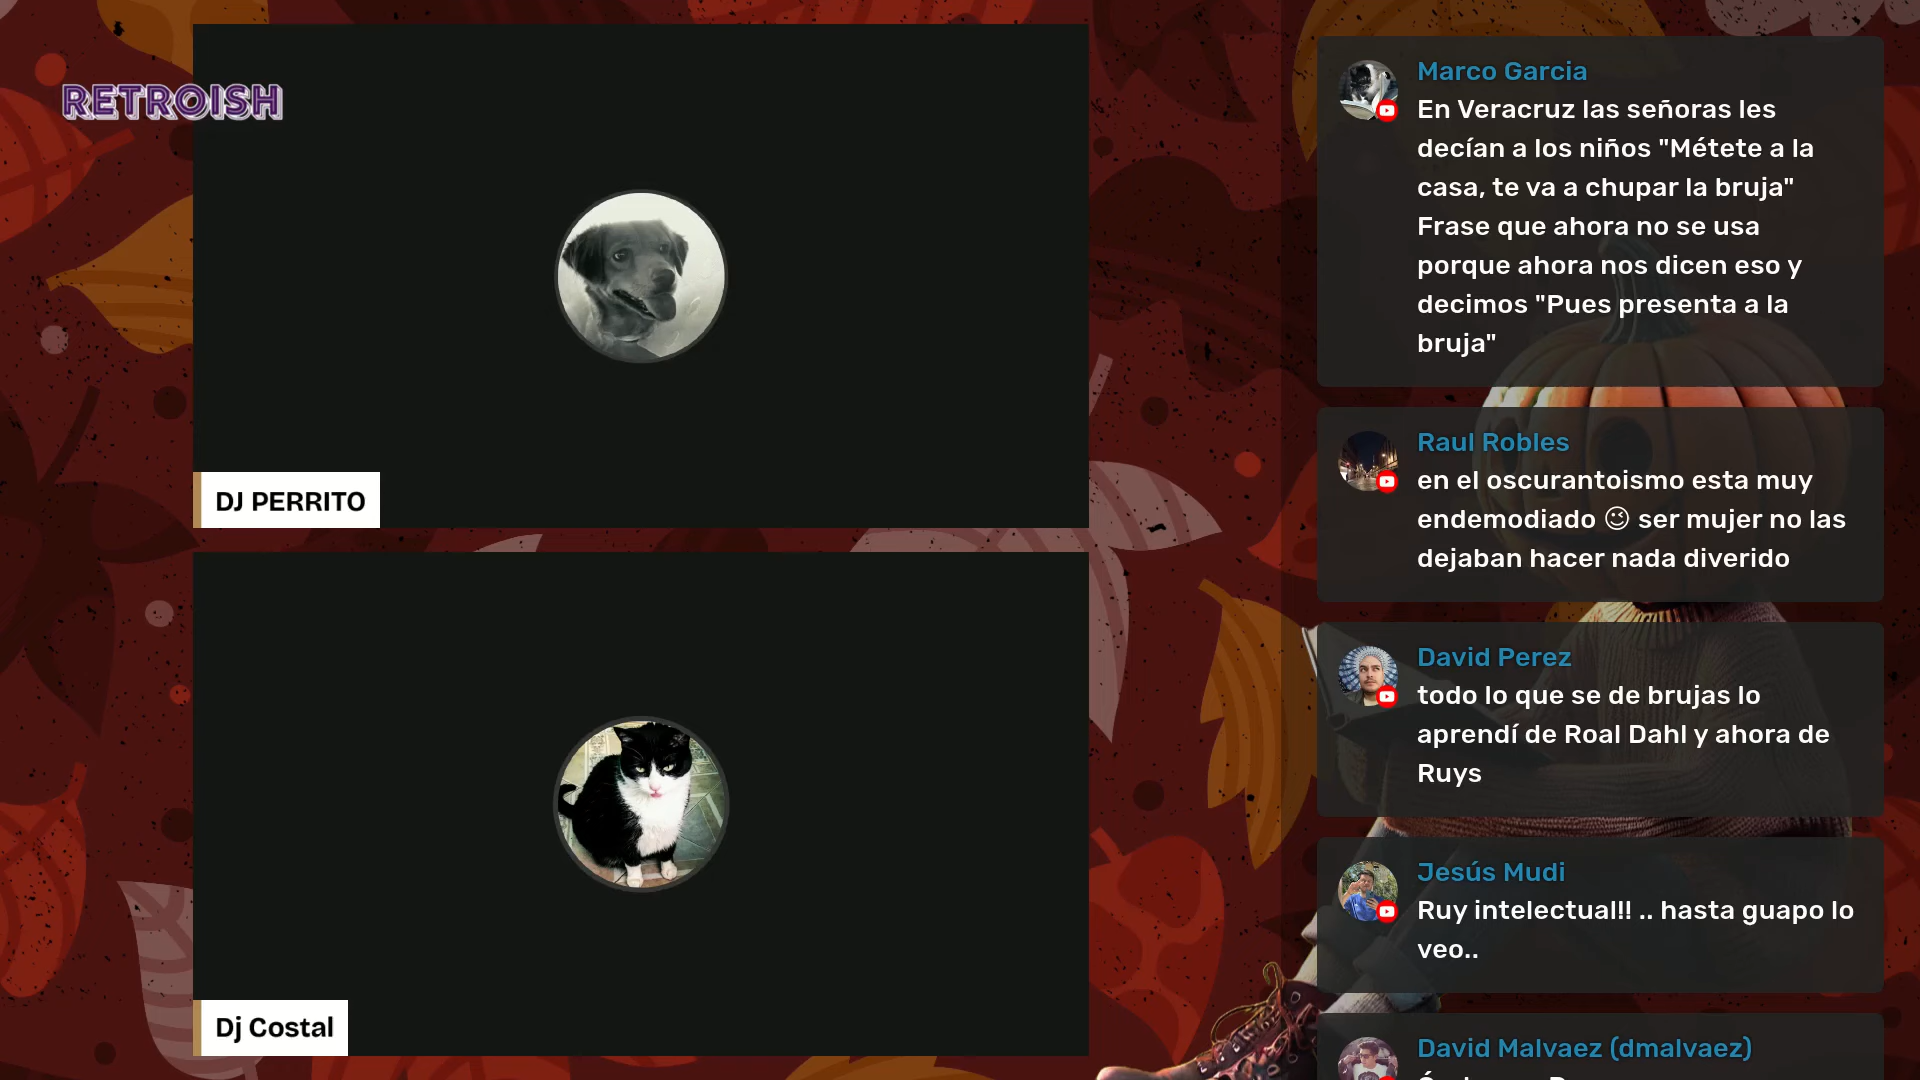 RETROISH
DJ PERRITO
Dj Costal
Marco Garcia
En Veracruz las señoras les
decían a los niños "Métete a la
casa, te va a chupar la bruja"
Frase que ahora no se usa
porque ahora nos dicen eso y
decimos "Pues presenta a la
bruja"
Raul Robles
en el oscurantoismo esta muy
endemodiado 😉 ser mujer no las
dejaban hacer nada diverido
David Perez
todo lo que se de brujas lo
aprendí de Roal Dahl y ahora de
Ruys
Jesús Mudi
Ruy intelectual!! .. hasta guapo lo
veo..
David Malvaez (dmalvaez)